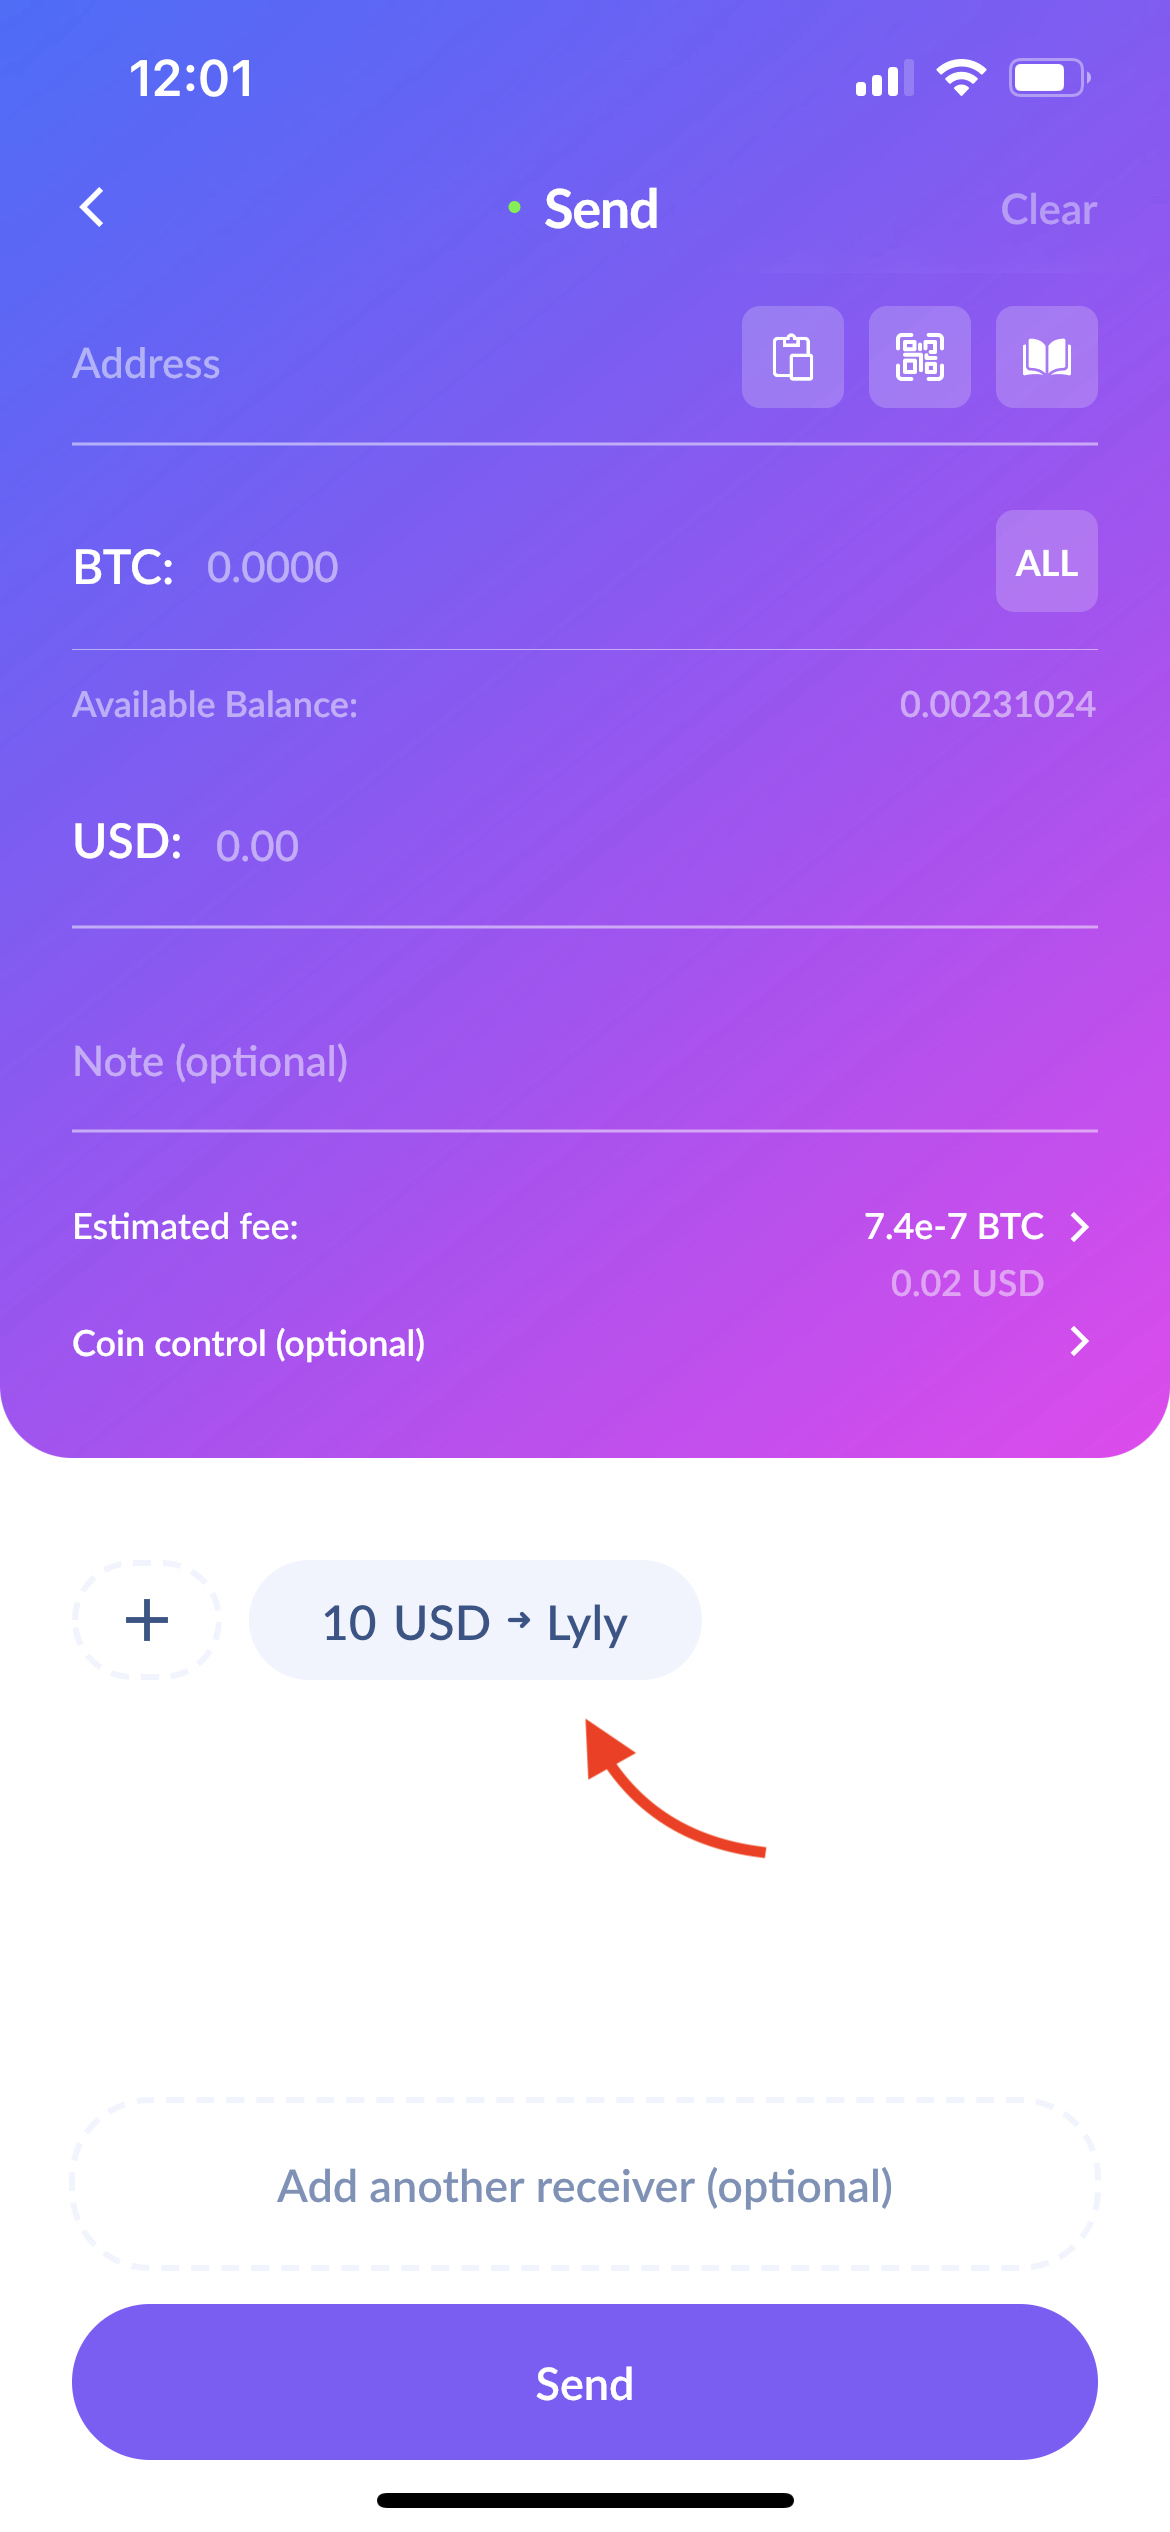 12:01
Send
Clear
Address
BTC: 0.0000
ALL
Available Balance: 0.00231024
USD: 0.00
Note (optional)
Estimated fee: 7.4e-7 BTC
0.02 USD
Coin control (optional)
10 USD → Lyly
Add another receiver (optional)
Send